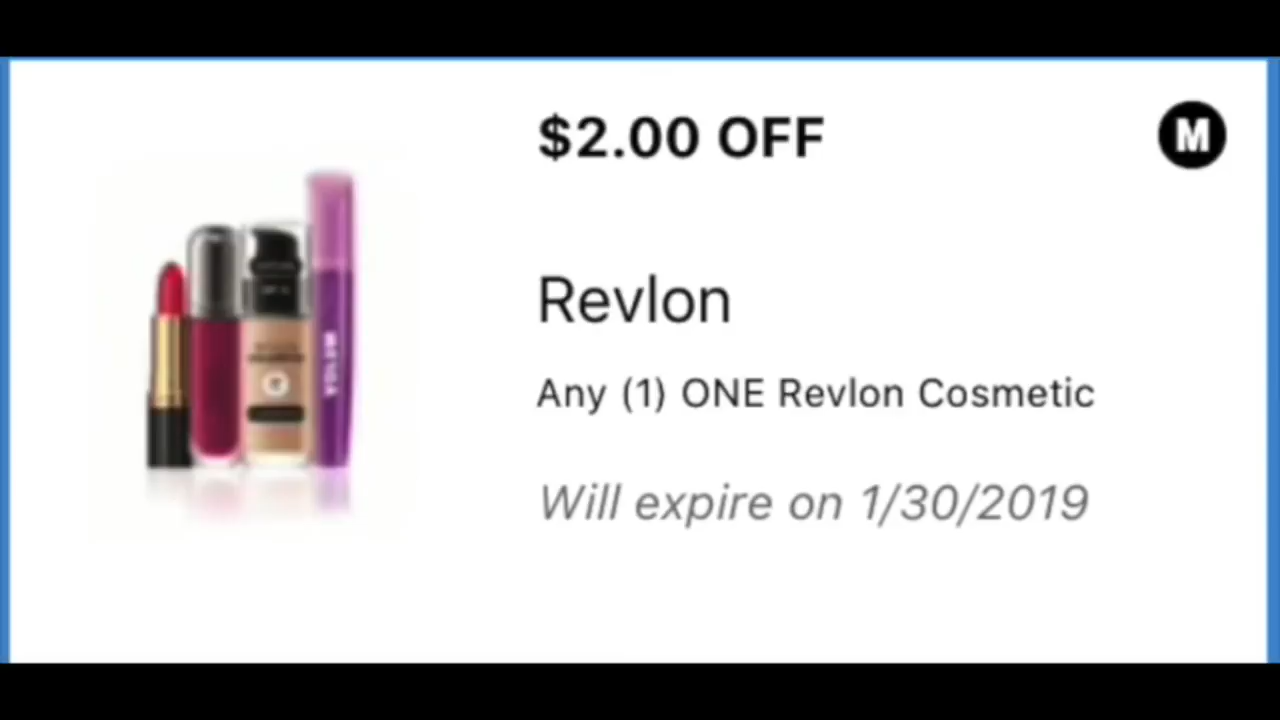 $2.00 OFF
M
Revlon
Any (1) ONE Revlon Cosmetic
Will expire on 1/30/2019